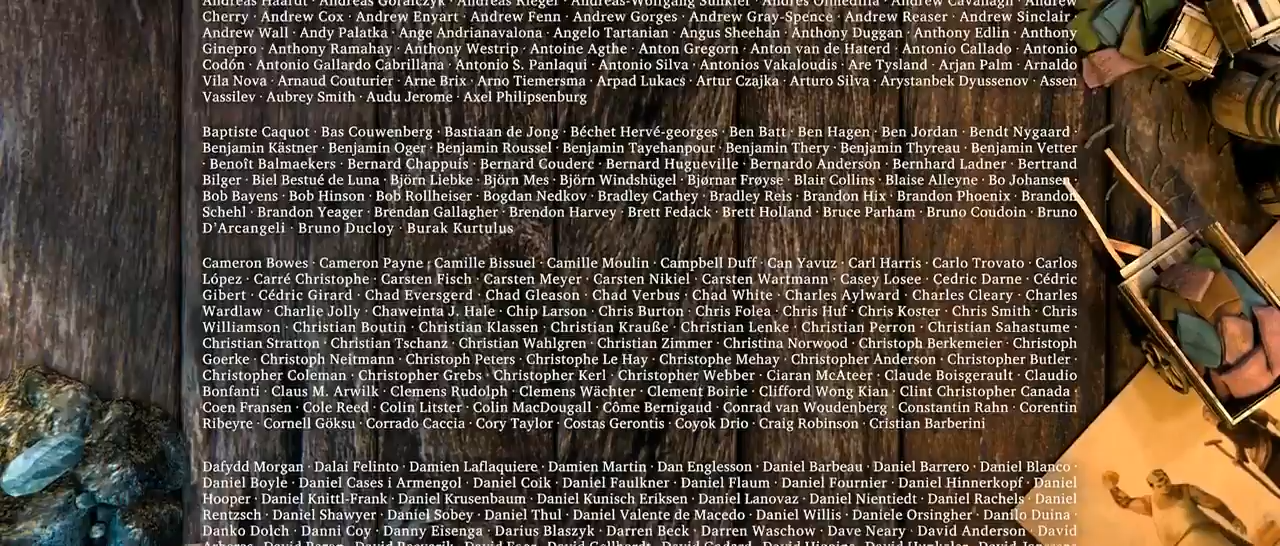 Andreas Haardt · Andreas Goralczyk · Andreas Rieger · Andreas-Wolfgang Sünkler · Andrés Olmedilla · Andrew Cavanagh · Andrew
Cherry · Andrew Cox · Andrew Enyart · Andrew Fenn · Andrew Gorges · Andrew Gray-Spence · Andrew Reaser · Andrew Sinclair ·
Andrew Wall · Andy Palatka · Ange Andrianavalona · Angelo Tartanian · Angus Sheehan · Anthony Duggan · Anthony Edlin · Anthony
Ginepro · Anthony Ramahay · Anthony Westrip · Antoine Agthe · Anton Gregorn · Anton van de Haterd · Antonio Callado · Antonio
Codón · Antonio Gallardo Cabrillana · Antonio S. Panlaqui · Antonio Silva · Antonios Vakaloudis · Are Tysland · Arjan Palm · Arnaldo
Vila Nova · Arnaud Couturier · Arne Brix · Arno Tiemersma · Arpad Lukacs · Artur Czajka · Arturo Silva · Arystanbek Dyussenov · Assen
Vassilev · Aubrey Smith · Audu Jerome · Axel Philipsenburg
Baptiste Caquot · Bas Couwenberg · Bastiaan de Jong · Béchet Hervé-georges · Ben Batt · Ben Hagen · Ben Jordan · Bendt Nygaard ·
Benjamin Kästner · Benjamin Oger · Benjamin Roussel · Benjamin Tayehanpour · Benjamin Thery · Benjamin Thyreau · Benjamin Vetter
· Benoît Balmaekers · Bernard Chappuis · Bernard Couderc · Bernard Hugueville · Bernardo Anderson · Bernhard Ladner · Bertrand
Bilger · Biel Bestué de Luna · Björn Liebke · Björn Mes · Björn Windshügel · Bjørnar Frøyse · Blair Collins · Blaise Alleyne · Bo Johansen ·
Bob Bayens · Bob Hinson · Bob Rollheiser · Bogdan Nedkov · Bradley Cathey · Bradley Reis · Brandon Hix · Brandon Phoenix · Brandon
Schehl · Brandon Yeager · Brendan Gallagher · Brendon Harvey · Brett Fedack · Brett Holland · Bruce Parham · Bruno Coudoin · Bruno
D'Arcangeli · Bruno Ducloy · Burak Kurtulus
Cameron Bowes · Cameron Payne · Camille Bissuel · Camille Moulin · Campbell Duff · Can Yavuz · Carl Harris · Carlo Trovato · Carlos
López · Carré Christophe · Carsten Fisch · Carsten Meyer · Carsten Nikiel · Carsten Wartmann · Casey Losee · Cedric Darne · Cédric
Gibert · Cédric Girard · Chad Eversgerd · Chad Gleason · Chad Verbus · Chad White · Charles Aylward · Charles Cleary · Charles
Wardlaw · Charlie Jolly · Chaweinta J. Hale · Chip Larson · Chris Burton · Chris Folea · Chris Huf · Chris Koster · Chris Smith · Chris
Williamson · Christian Boutin · Christian Klassen · Christian Krauße · Christian Lenke · Christian Perron · Christian Sahastume ·
Christian Stratton · Christian Tschanz · Christian Wahlgren · Christian Zimmer · Christina Norwood · Christoph Berkemeier · Christoph
Goerke · Christoph Neitmann · Christoph Peters · Christophe Le Hay · Christophe Mehay · Christopher Anderson · Christopher Butler ·
Christopher Coleman · Christopher Grebs · Christopher Kerl · Christopher Webber · Ciaran McAteer · Claude Boisgerault · Claudio
Bonfanti · Claus M. Arwilk · Clemens Rudolph · Clemens Wächter · Clement Boirie · Clifford Wong Kian · Clint Christopher Canada ·
Coen Fransen · Cole Reed · Colin Litster · Colin MacDougall · Côme Bernigaud · Conrad van Woudenberg · Constantin Rahn · Corentin
Ribeyre · Cornell Göksu · Corrado Caccia · Cory Taylor · Costas Gerontis · Coyok Drio · Craig Robinson · Cristian Barberini
Dafydd Morgan · Dalai Felinto · Damien Laflaquiere · Damien Martin · Dan Englesson · Daniel Barbeau · Daniel Barrero · Daniel Blanco ·
Daniel Boyle · Daniel Cases i Armengol · Daniel Coik · Daniel Faulkner · Daniel Flaum · Daniel Fournier · Daniel Hinnerkopf · Daniel
Hooper · Daniel Knittl-Frank · Daniel Krusenbaum · Daniel Kunisch Eriksen · Daniel Lanovaz · Daniel Nientiedt · Daniel Rachels · Daniel
Rentzsch · Daniel Shawyer · Daniel Sobey · Daniel Thul · Daniel Valente de Macedo · Daniel Willis · Daniele Orsingher · Danilo Duina ·
Danko Dolch · Danni Coy · Danny Eisenga · Darius Blaszyk · Darren Beck · Darren Waschow · Dave Neary · David Anderson · David